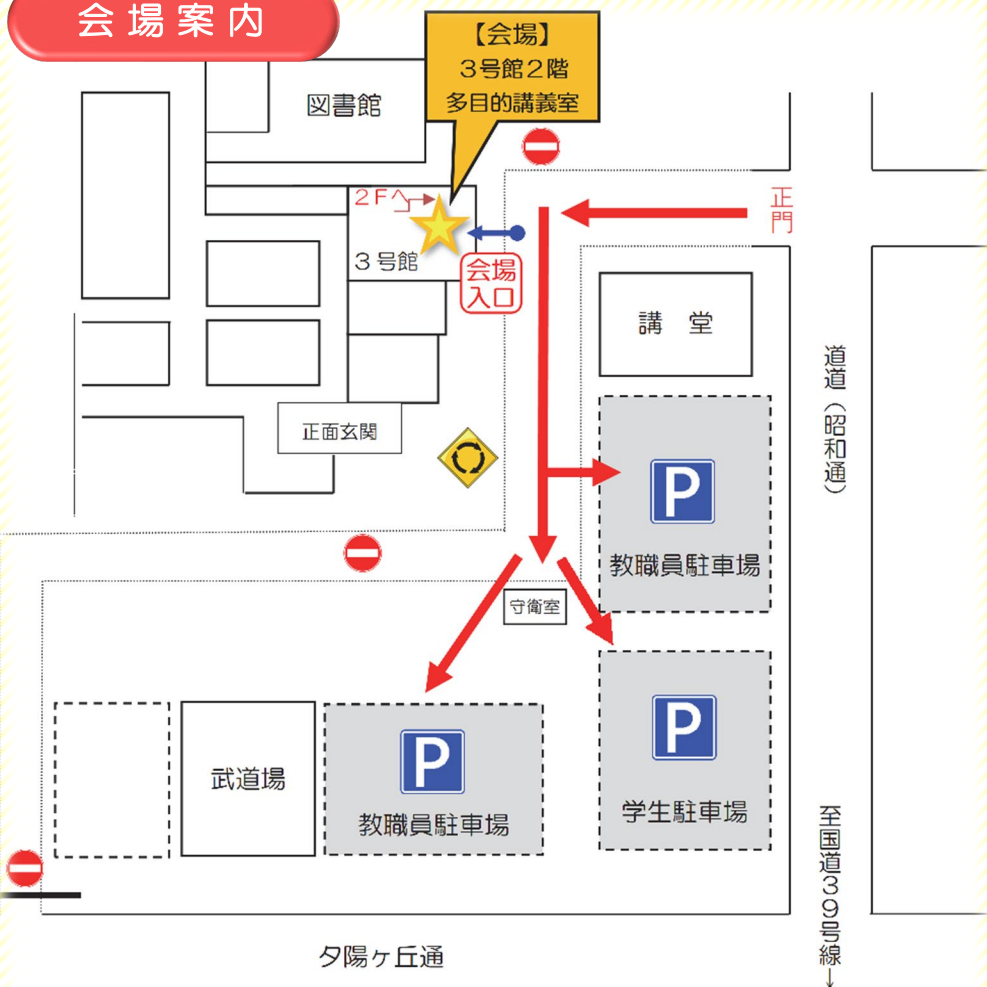 会場案内
【会場】
３号館２階
多目的講義室
図書館
２Fへ
３号館
会場
入口
正門
講　堂
道道（昭和通）
正面玄関
P
教職員駐車場
守衛室
P
学生駐車場
武道場
P
教職員駐車場
至国道３９号線→
夕陽ヶ丘通